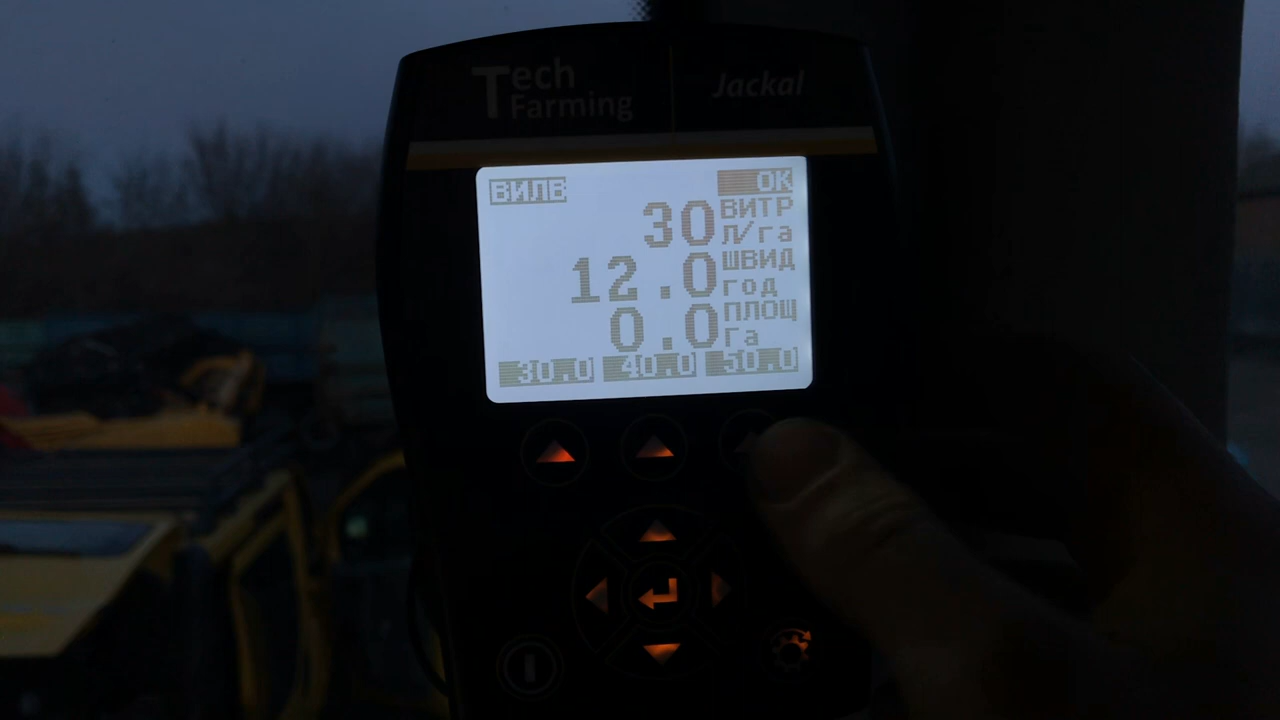 Tech
Farming
Jackal
ВИЛВ
ОК
30 ВИТР
Л/га
12.0 ШВИД
год
0.0 ПЛОЩ
Га
30.0 40.0 50.0